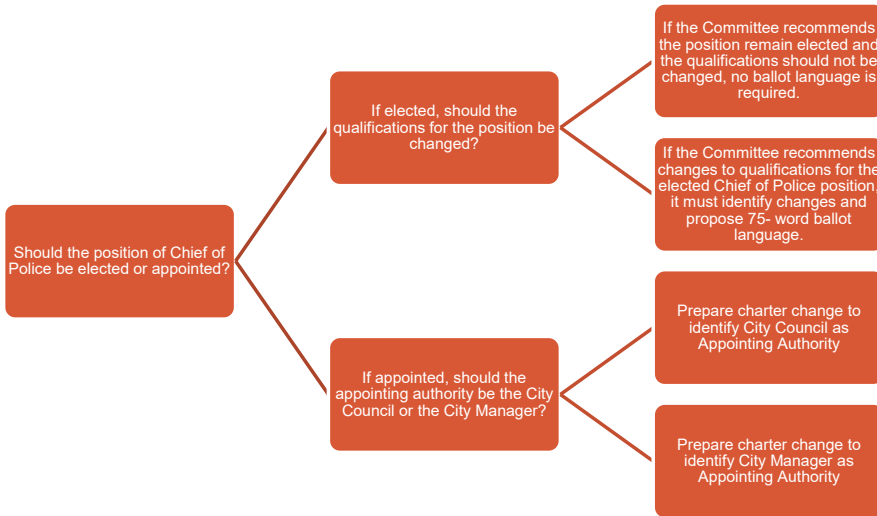 Should the position of Chief of
Police be elected or appointed?
If elected, should the
qualifications for the position be
changed?
If the Committee recommends
the position remain elected and
the qualifications should not be
changed, no ballot language is
required.
If the Committee recommends
changes to qualifications for the
elected Chief of Police position,
it must identify changes and
propose 75- word ballot
language.
If appointed, should the
appointing authority be the City
Council or the City Manager?
Prepare charter change to
identify City Council as
Appointing Authority
Prepare charter change to
identify City Manager as
Appointing Authority